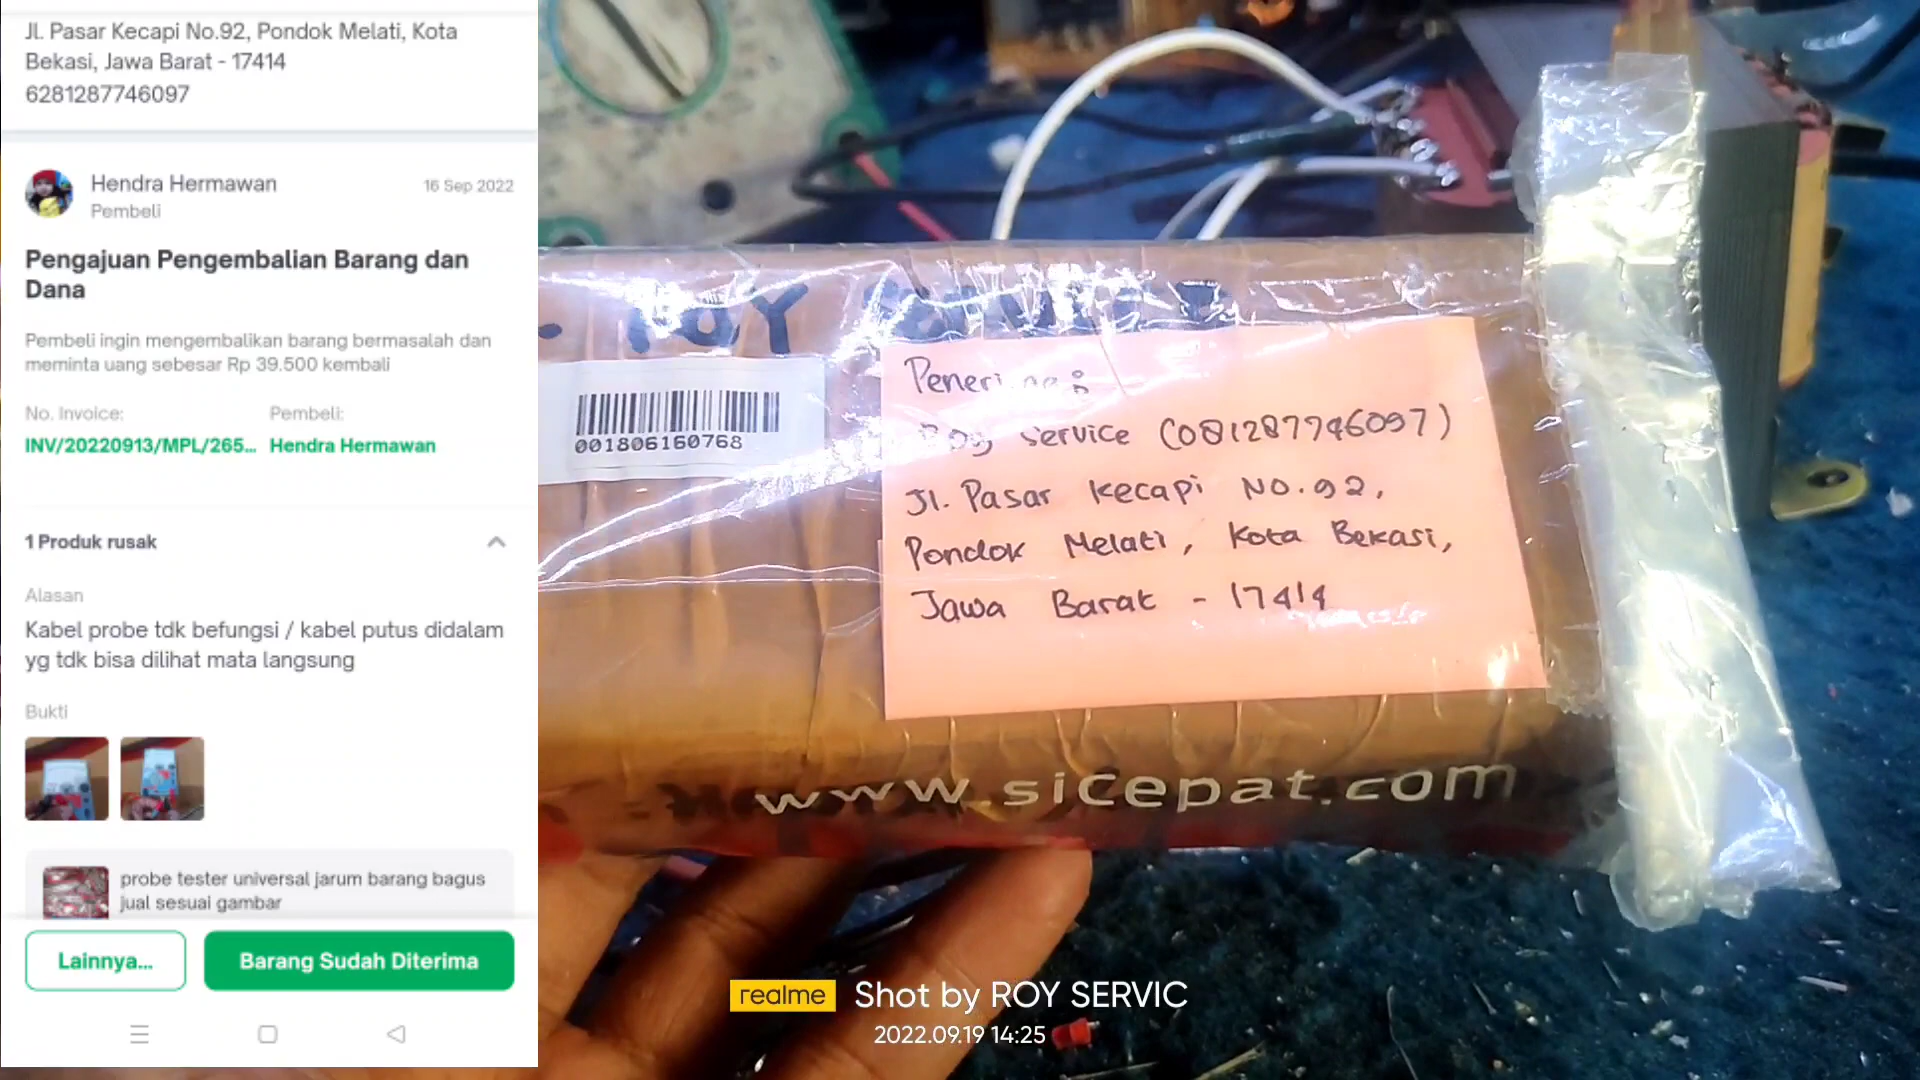 Jl. Pasar Kecapi No.92, Pondok Melati, Kota
Bekasi, Jawa Barat - 17414
6281287746097
Hendra Hermawan
16 Sep 2022
Pembeli
Pengajuan Pengembalian Barang dan
Dana
Pembeli ingin mengembalikan barang bermasalah dan
meminta uang sebesar Rp 39.500 kembali
No. Invoice:
Pembeli:
INV/20220913/MPL/265...
Hendra Hermawan
1 Produk rusak
Alasan
Kabel probe tdk befungsi / kabel putus didalam
yg tdk bisa dilihat mata langsung
Bukti
probe tester universal jarum barang bagus
jual sesuai gambar
Lainnya...
Barang Sudah Diterima
ROY
001806160768
service (081287746097)
Jl. Pasar Kecapi No.92,
Pondok Melati, Kota Bekasi,
Jawa Barat - 17414
www.sicepat.com
realme
Shot by ROY SERVIC
2022.09.19 14:25